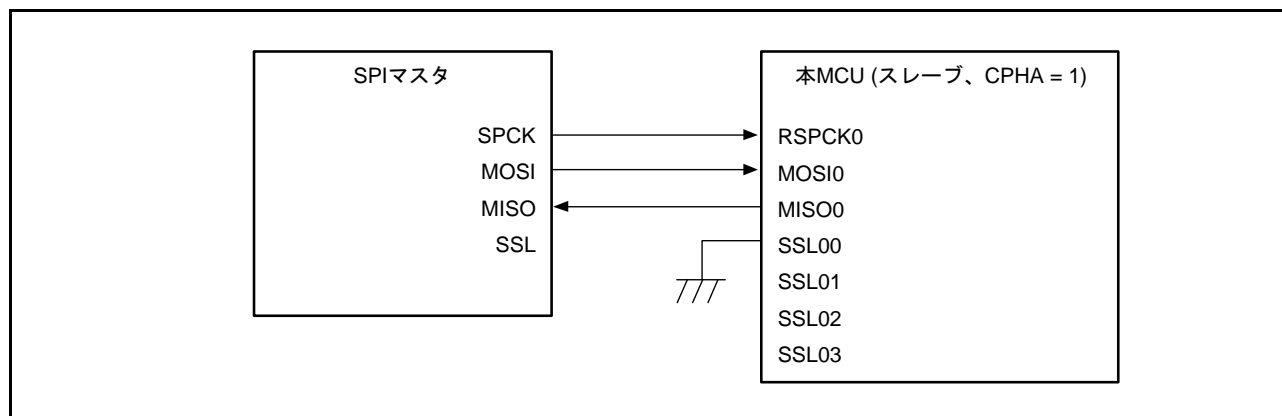 SPIマスタ
SPCK
MOSI
MISO
SSL
本MCU (スレーブ、CPHA = 1)
RSPCK0
MOSI0
MISO0
SSL00
SSL01
SSL02
SSL03